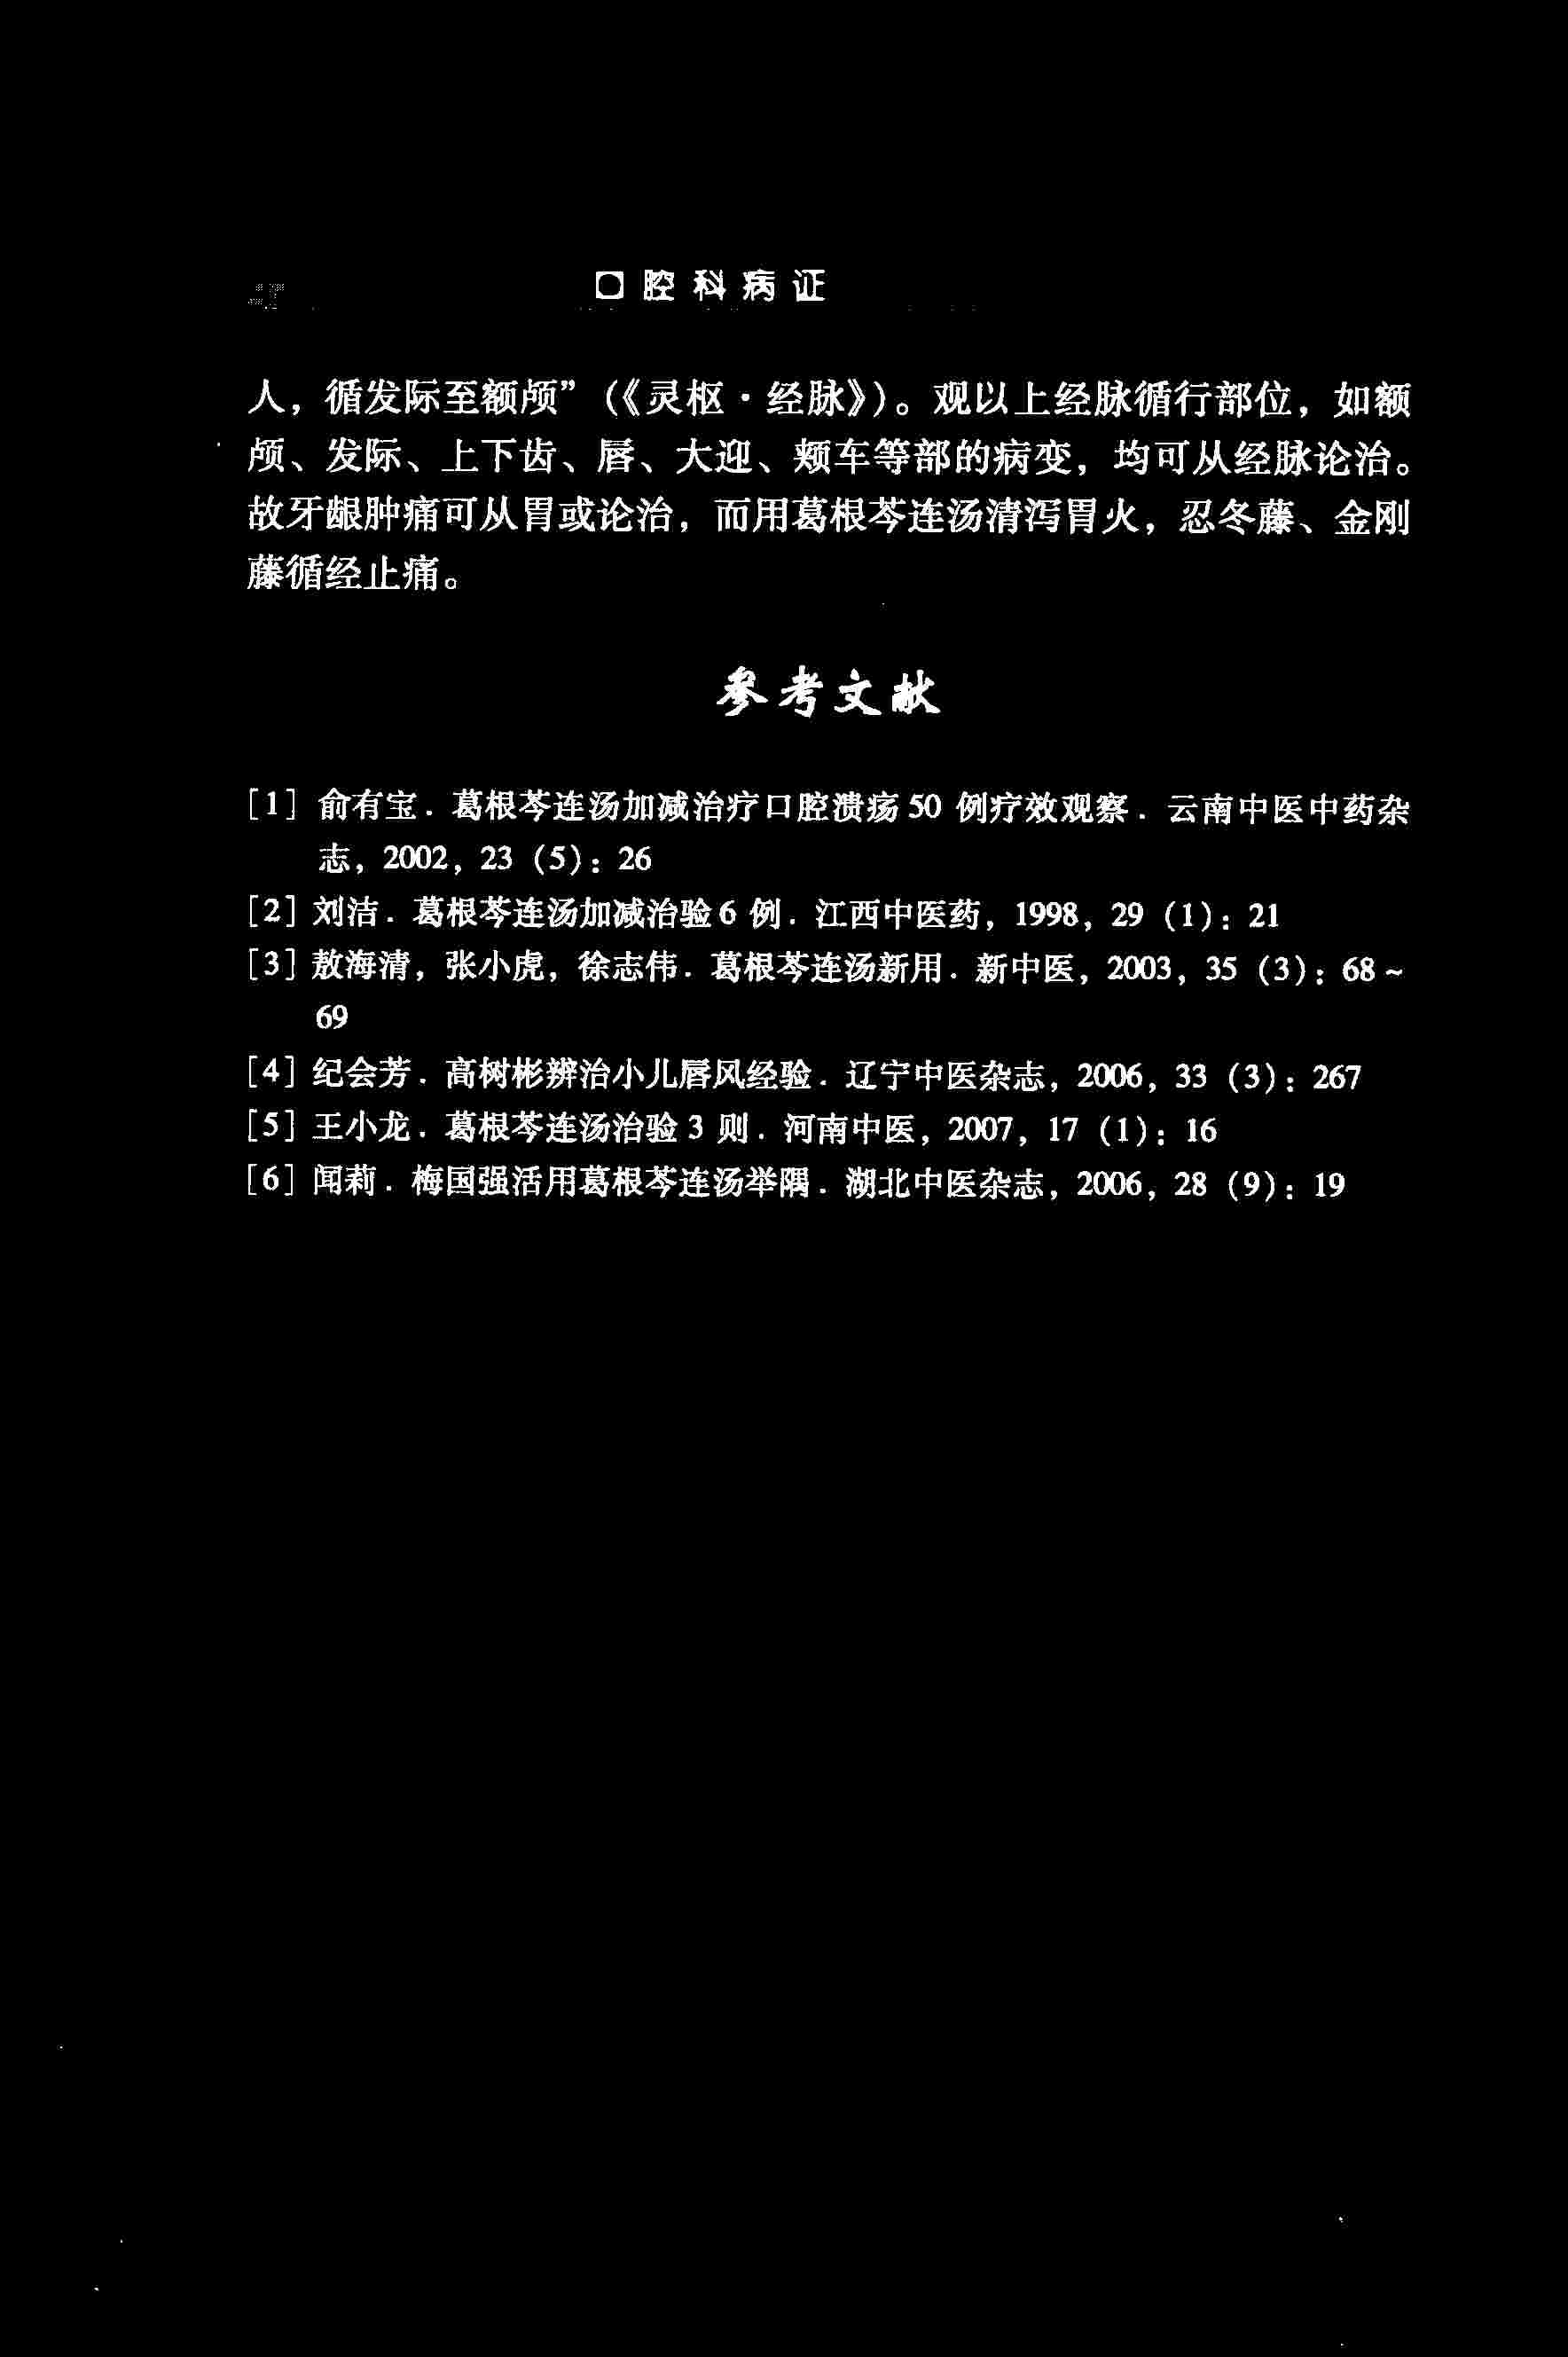 口腔科病证
人，循发际至额颅”（《灵枢·经脉》）。观以上经脉循行部位，如额
颅、发际、上下齿、唇、大迎、颊车等部的病变，均可从经脉论治。
故牙龈肿痛可从胃或论治，而用葛根芩连汤清泻胃火，忍冬藤、金刚
藤循经止痛。
参考文献
[1] 俞有宝．葛根芩连汤加减治疗口腔溃疡50 例疗效观察．云南中医中药杂
志，2002，23（5）：26
[2] 刘洁．葛根芩连汤加减治验6 例．江西中医药，1998，29（1）：21
[3] 敖海清，张小虎，徐志伟．葛根芩连汤新用．新中医，2003，35（3）：68～
69
[4] 纪会芳．高树彬辨治小儿唇风经验．辽宁中医杂志，2006，33（3）：267
[5] 王小龙．葛根芩连汤治验 3 则．河南中医，2007，17（1）：16
[6] 闻莉．梅国强活用葛根芩连汤举隅．湖北中医杂志，2006，28（9）：19